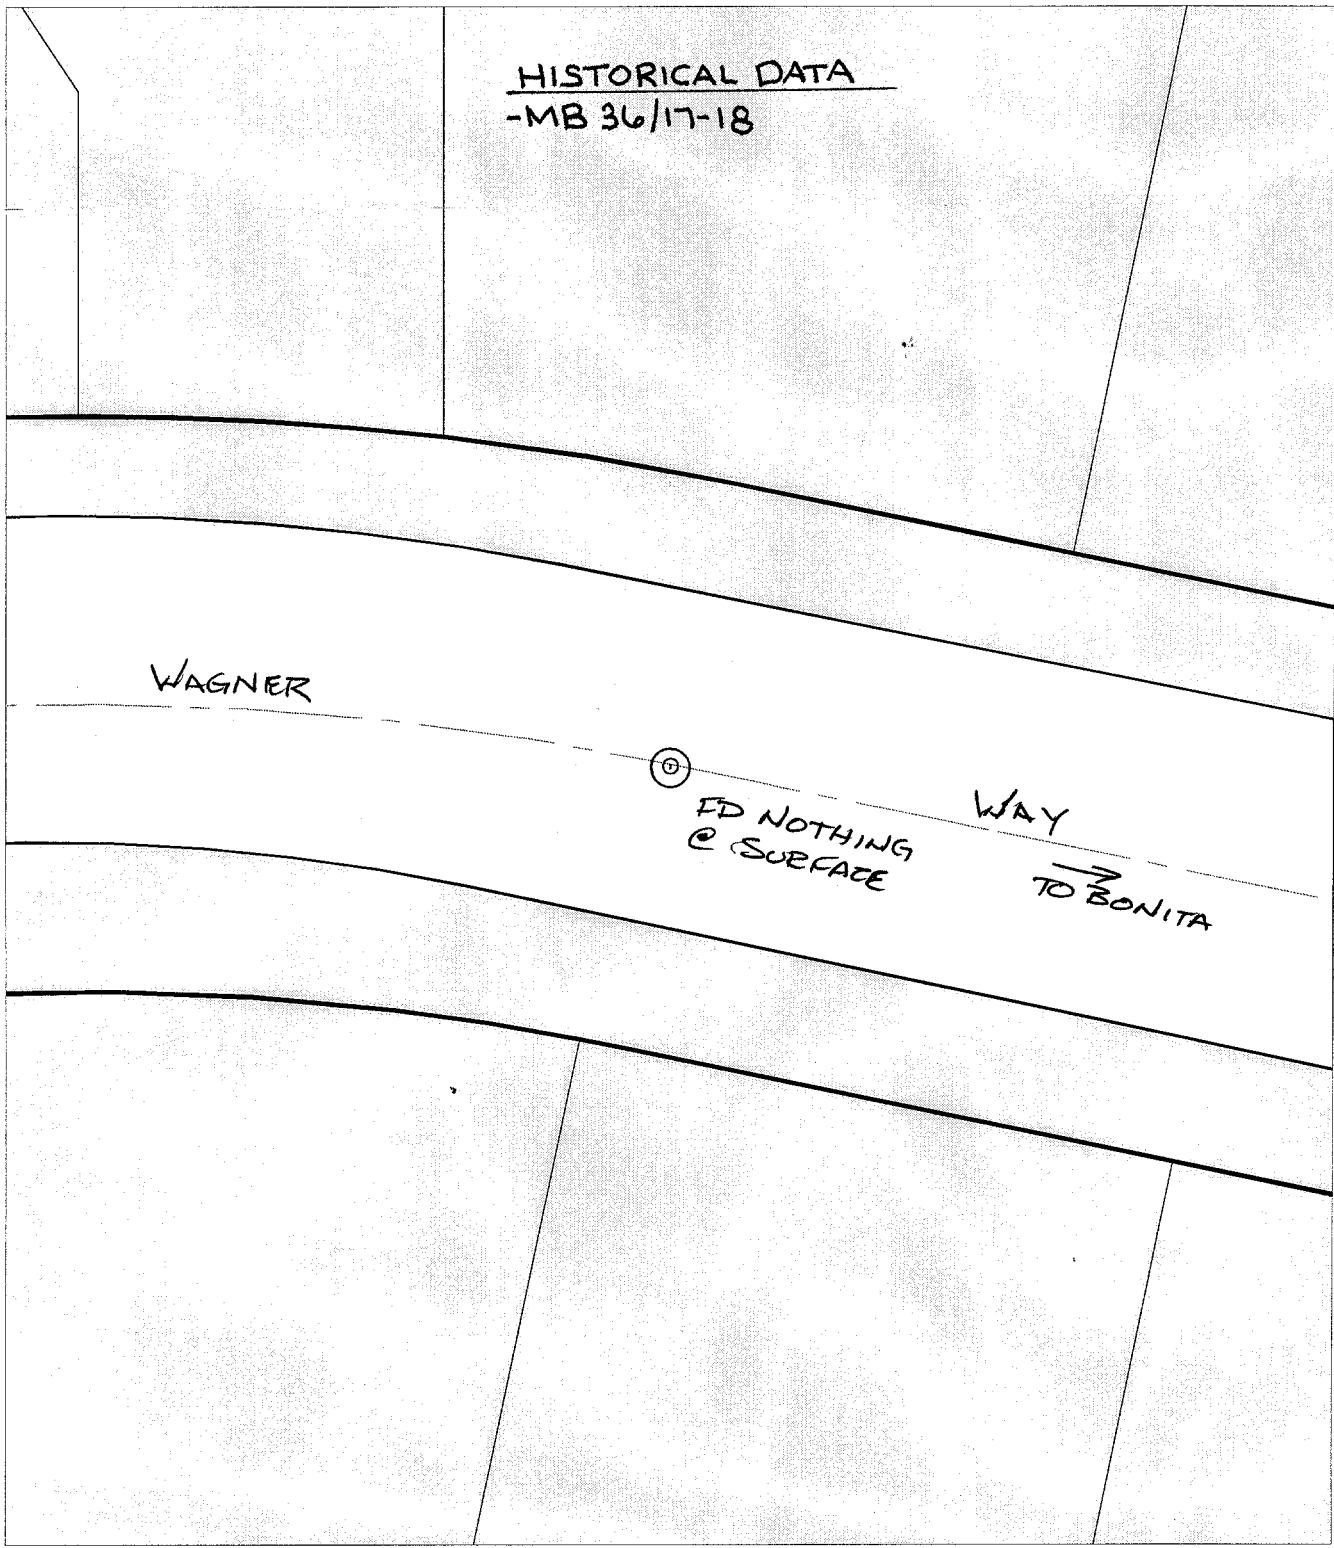 HISTORICAL DATA
-MB 36/17-18
WAGNER
WAY
FD NOTHING
@ SURFACE
TO BONITA